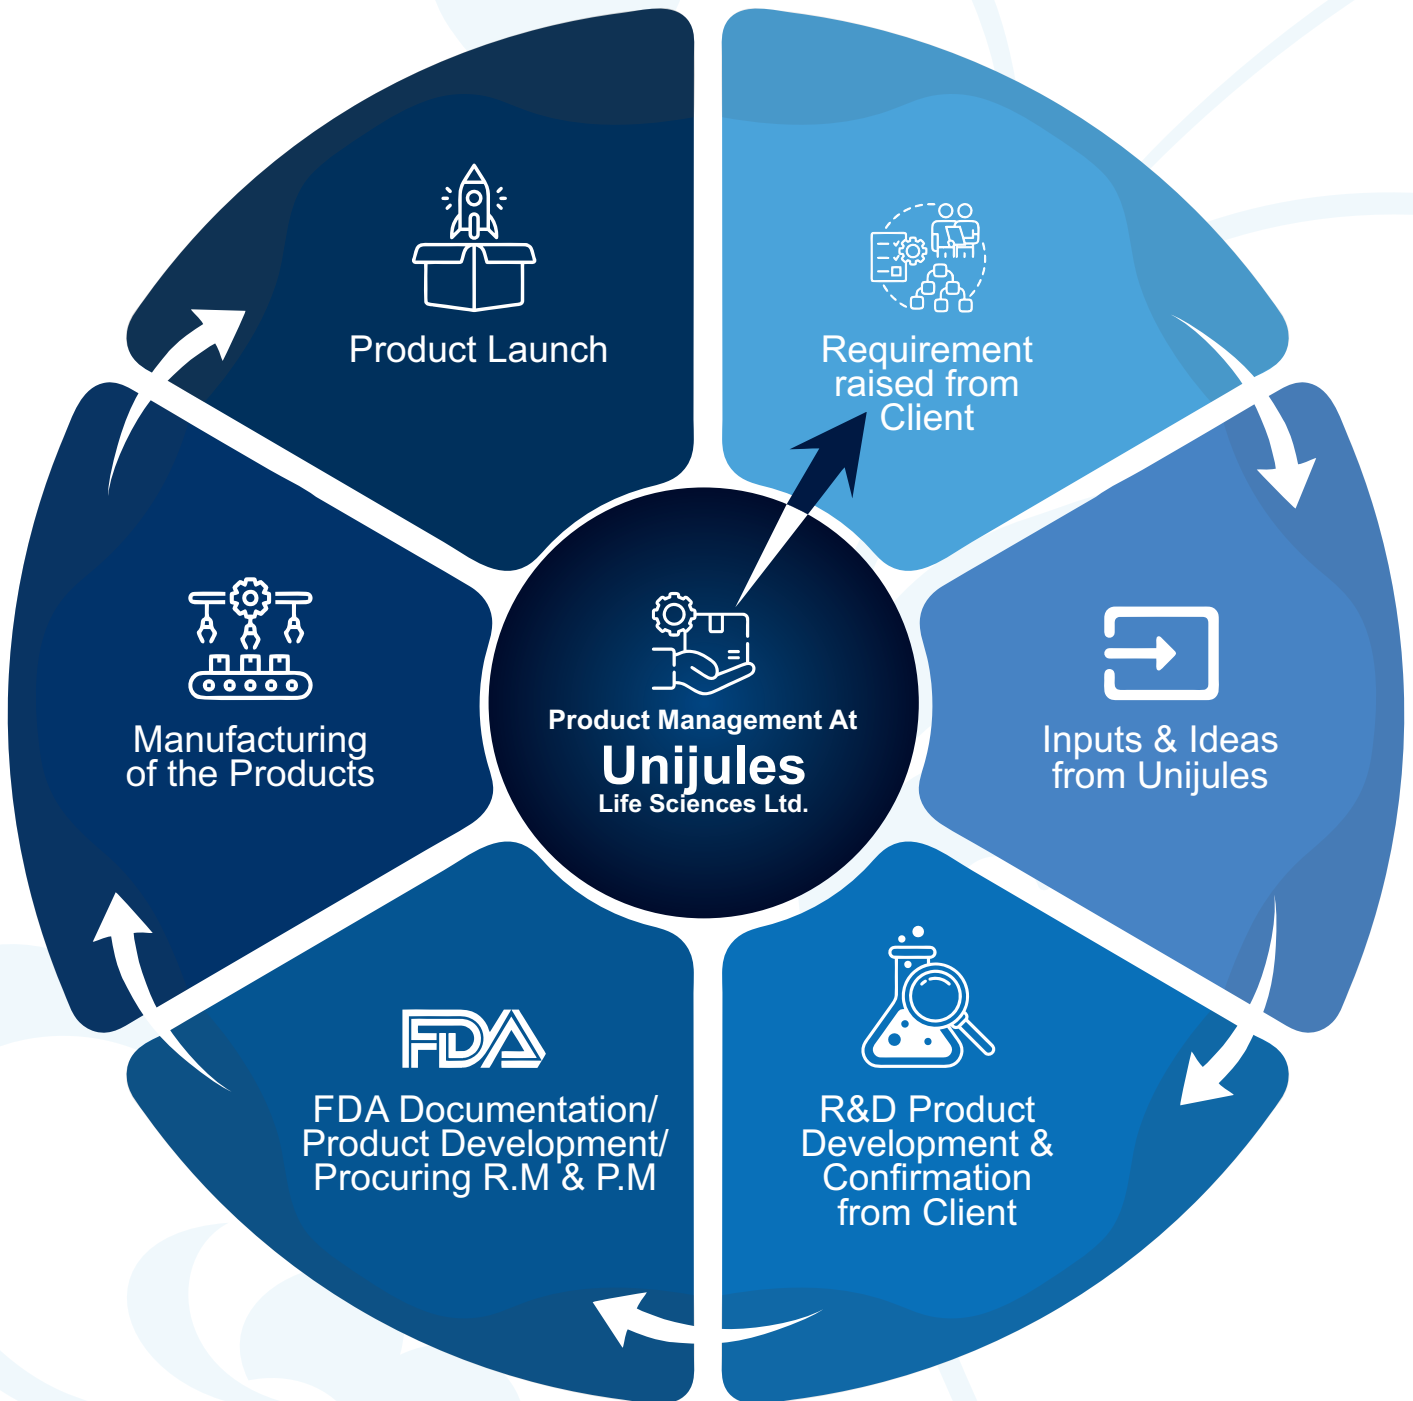 Product Launch
Requirement
raised from
Client
Inputs & Ideas
from Unijules
R&D Product
Development &
Confirmation
from Client
FDA
FDA Documentation/
Product Development/
Procuring R.M & P.M
Manufacturing
of the Products
Product Management At
Unijules
Life Sciences Ltd.